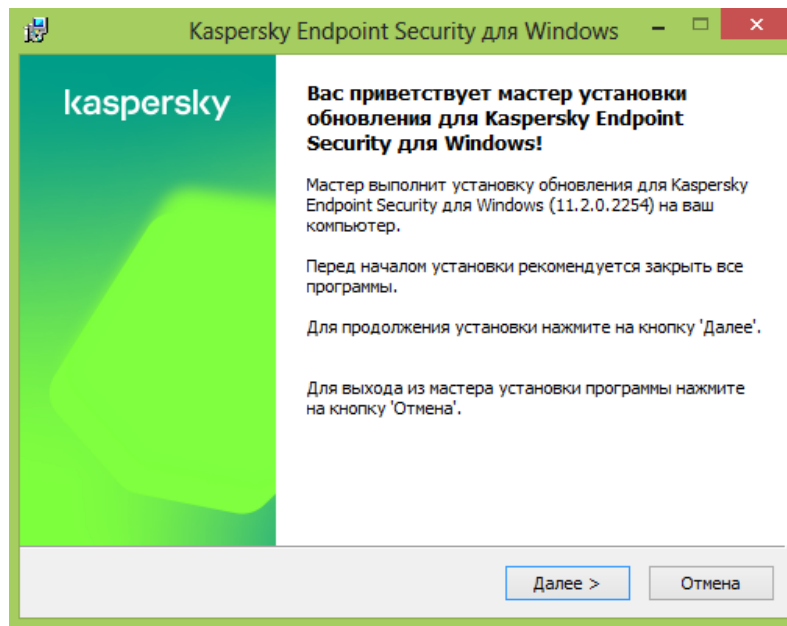 Kaspersky Endpoint Security для Windows
kaspersky
Вас приветствует мастер установки
обновления для Kaspersky Endpoint
Security для Windows!
Мастер выполнит установку обновления для Kaspersky
Endpoint Security для Windows (11.2.0.2254) на ваш
компьютер.
Перед началом установки рекомендуется закрыть все
программы.
Для продолжения установки нажмите на кнопку 'Далее'.
Для выхода из мастера установки программы нажмите
на кнопку 'Отмена'.
Далее >
Отмена